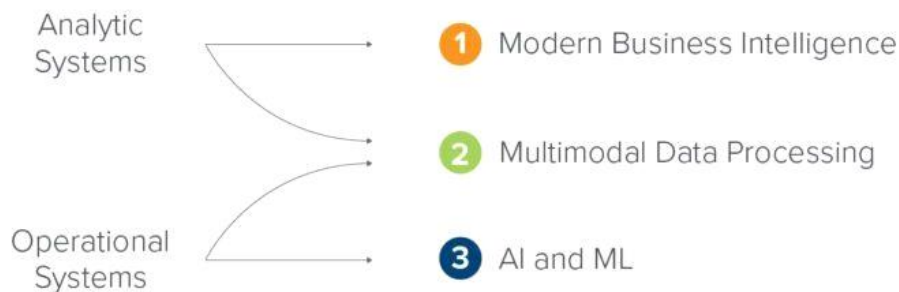 Analytic
Systems
1 Modern Business Intelligence
2 Multimodal Data Processing
Operational
Systems
3 AI and ML